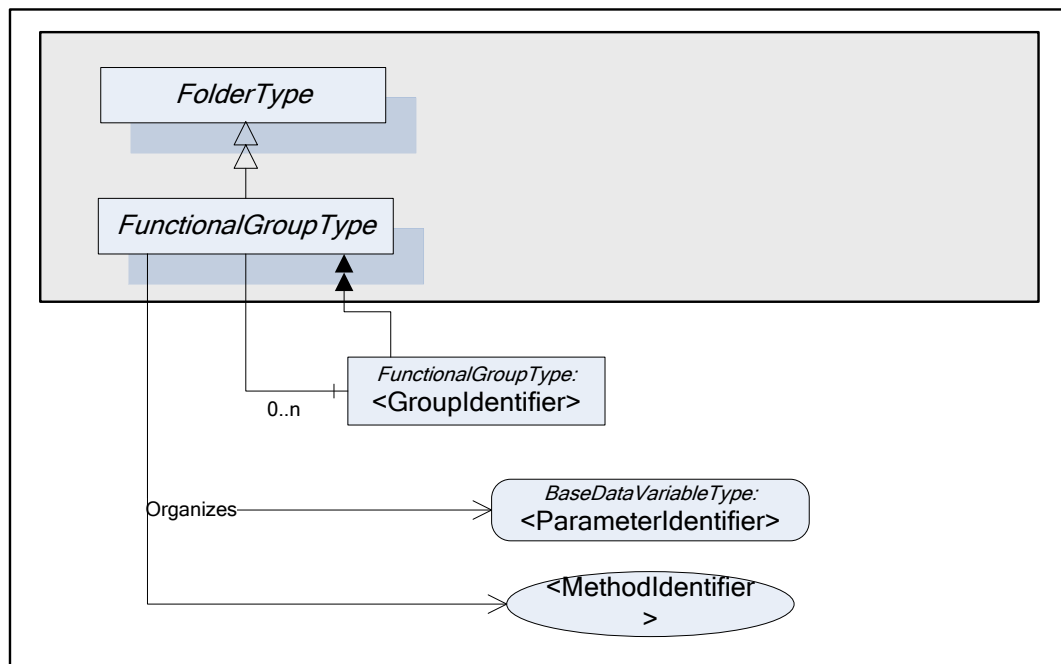 FolderType
FunctionalGroupType
FunctionalGroupType:
<GroupIdentifier>
0..n
BaseDataVariableType:
<ParameterIdentifier>
Organizes
<MethodIdentifier
>